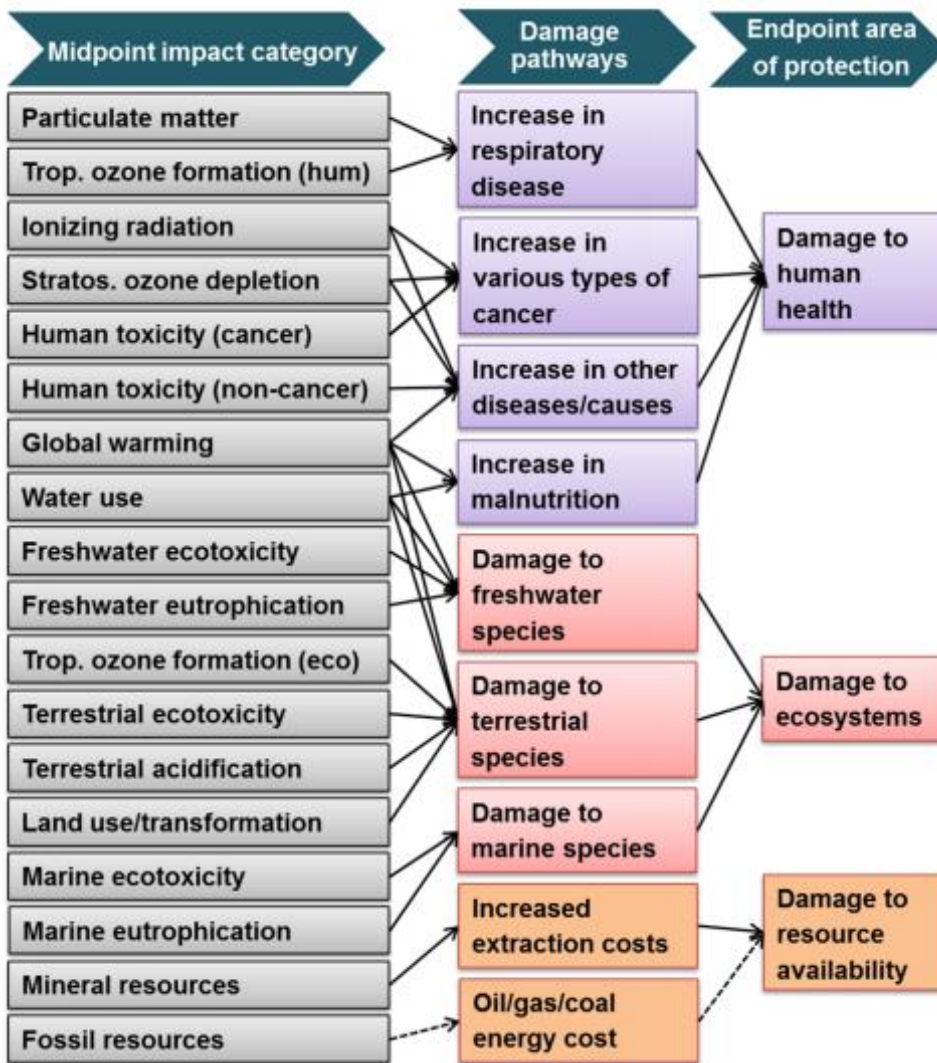 Midpoint impact category
Damage
pathways
Endpoint area
of protection
Particulate matter
Trop. ozone formation (hum)
Ionizing radiation
Stratos. ozone depletion
Human toxicity (cancer)
Human toxicity (non-cancer)
Global warming
Water use
Freshwater ecotoxicity
Freshwater eutrophication
Trop. ozone formation (eco)
Terrestrial ecotoxicity
Terrestrial acidification
Land use/transformation
Marine ecotoxicity
Marine eutrophication
Mineral resources
Fossil resources
Increase in
respiratory
disease
Increase in
various types of
cancer
Increase in other
diseases/causes
Increase in
malnutrition
Damage to
freshwater
species
Damage to
terrestrial
species
Damage to
marine species
Increased
extraction costs
Oil/gas/coal
energy cost
Damage to
human
health
Damage to
ecosystems
Damage to
resource
availability